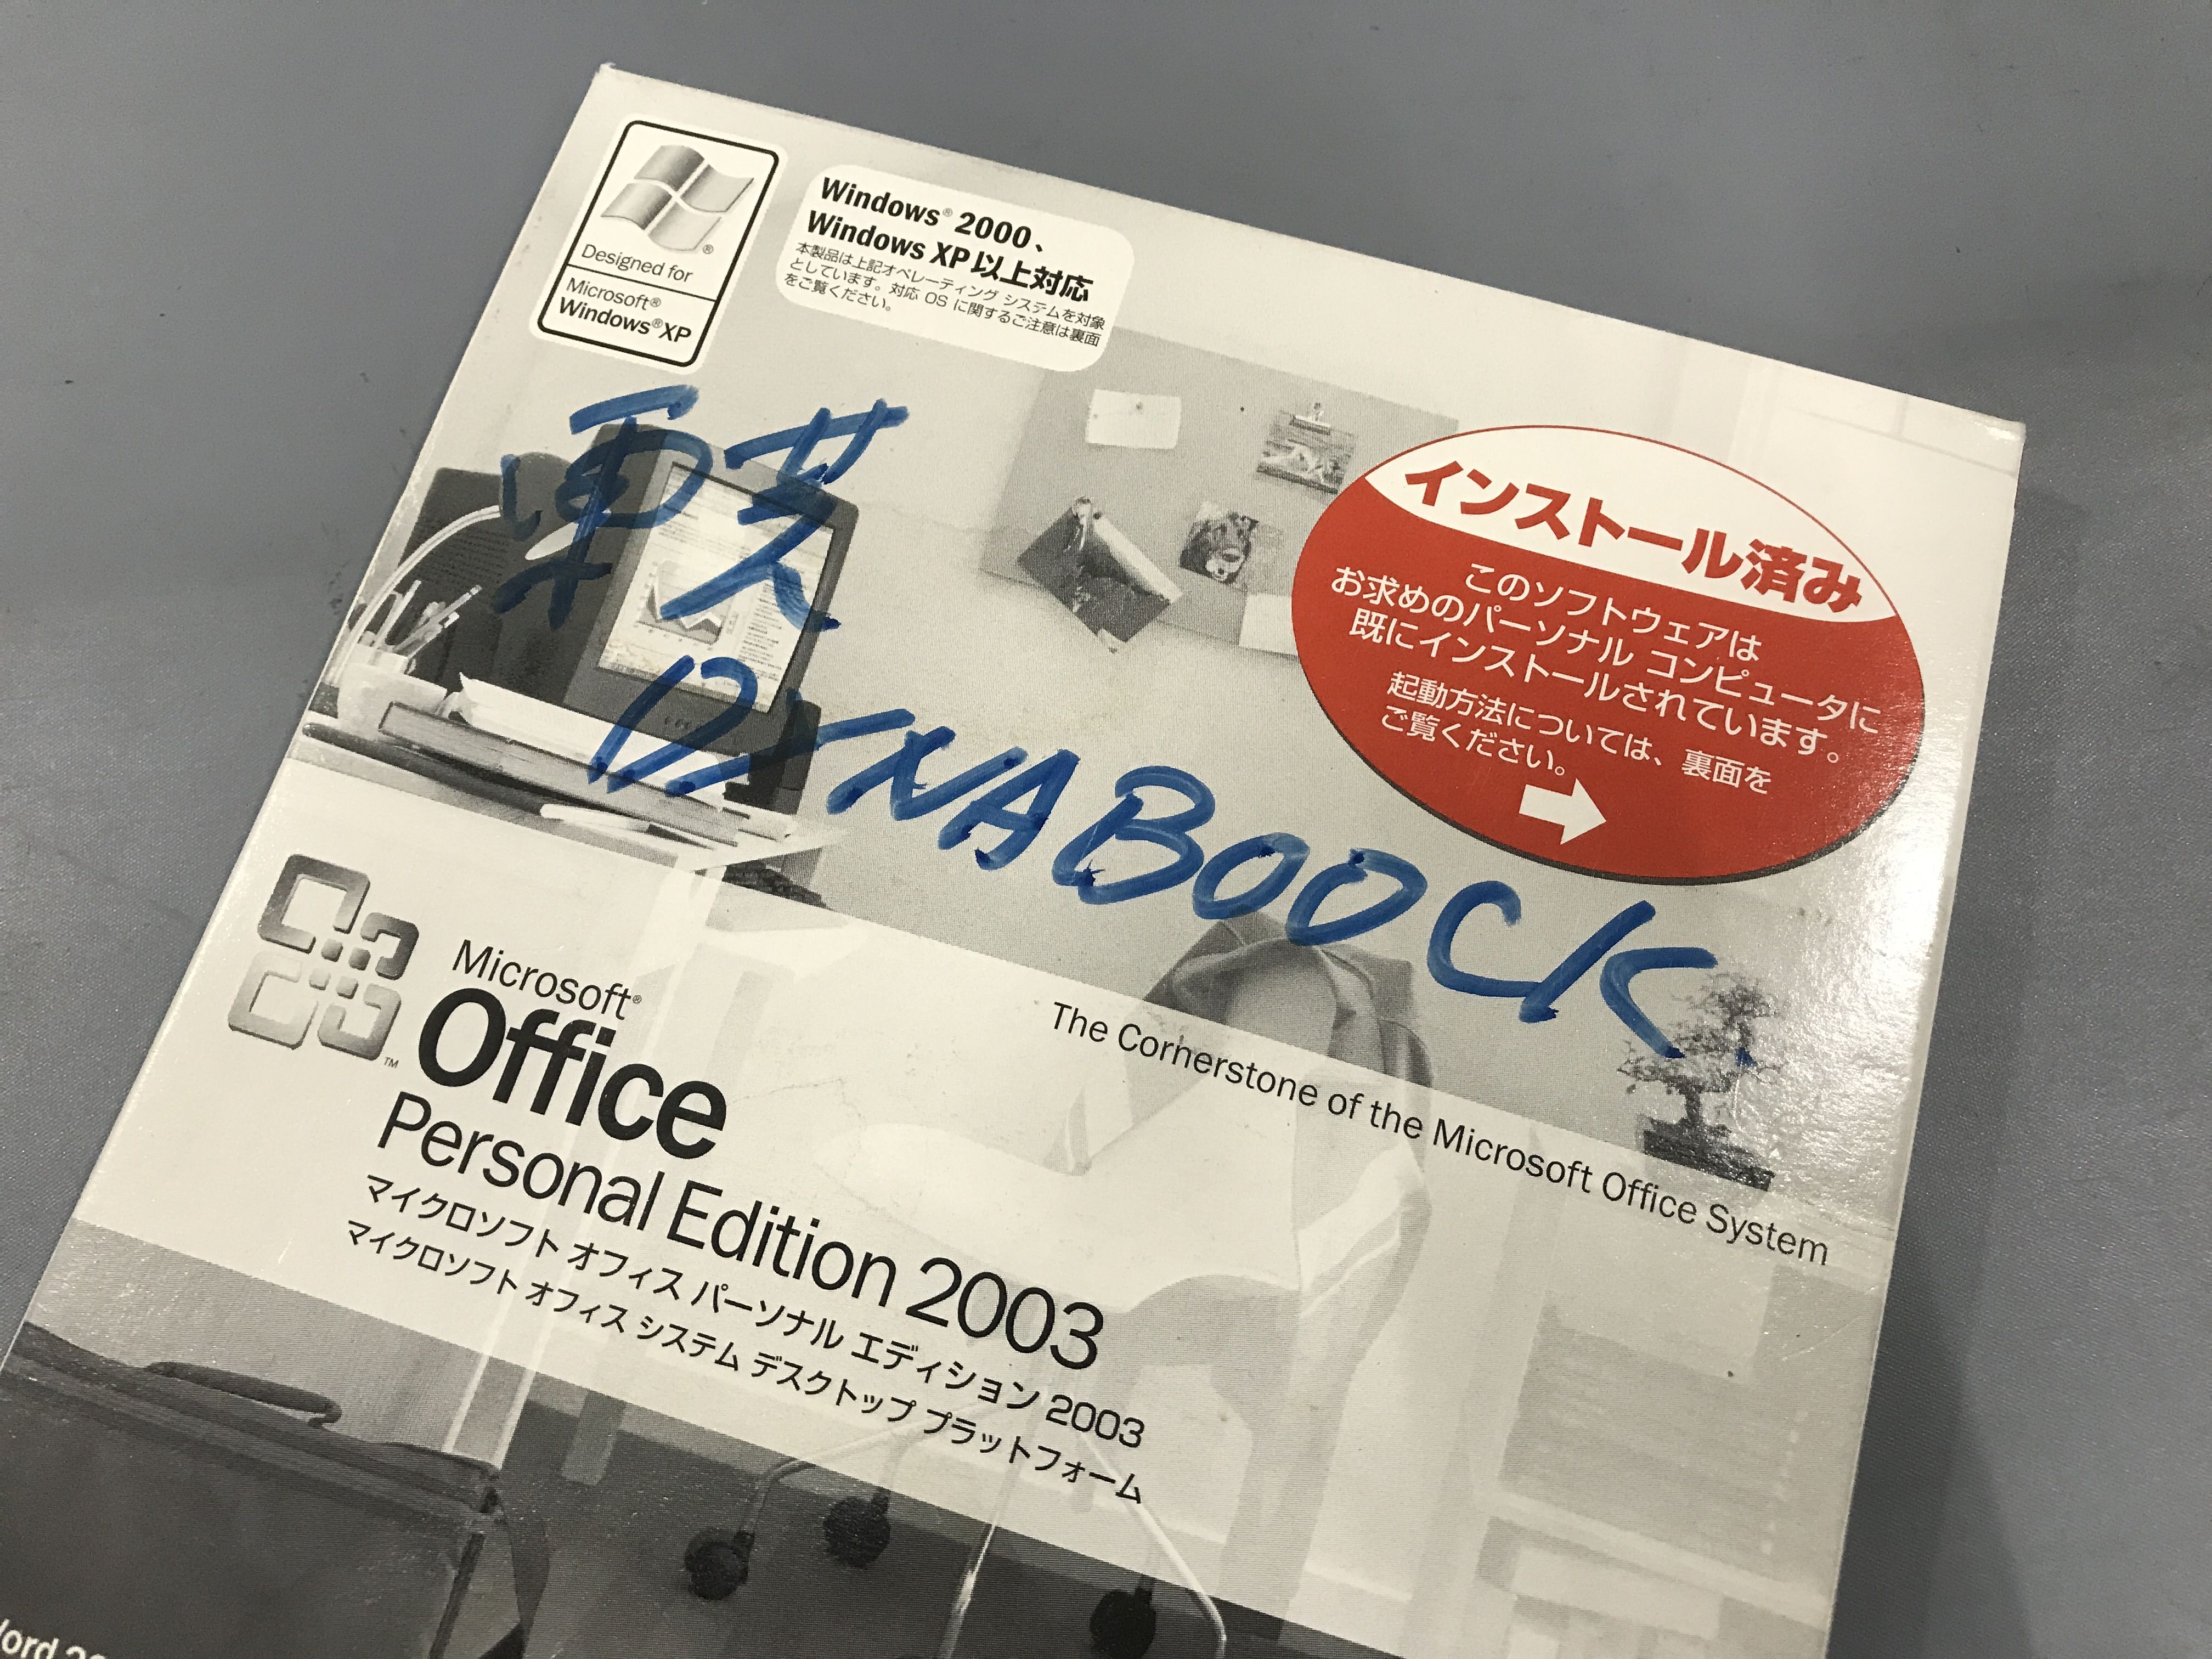 Designed for
Microsoft®
Windows®XP
Windows® 2000、
Windows XP 以上対応
本製品は上記オペレーティング システムを対象
としています。対応 OS に関するご注意は裏面
をご覧ください。
東芝
DYNABOOCK.
インストール済み
このソフトウェアは
お求めのパーソナル コンピュータに
既にインストールされています。
起動方法については、裏面を
ご覧ください。
The Cornerstone of the Microsoft Office System
Microsoft®
Office
Personal Edition 2003
マイクロソフト オフィス パーソナル エディション 2003
マイクロソフト オフィス システム デスクトップ プラットフォーム